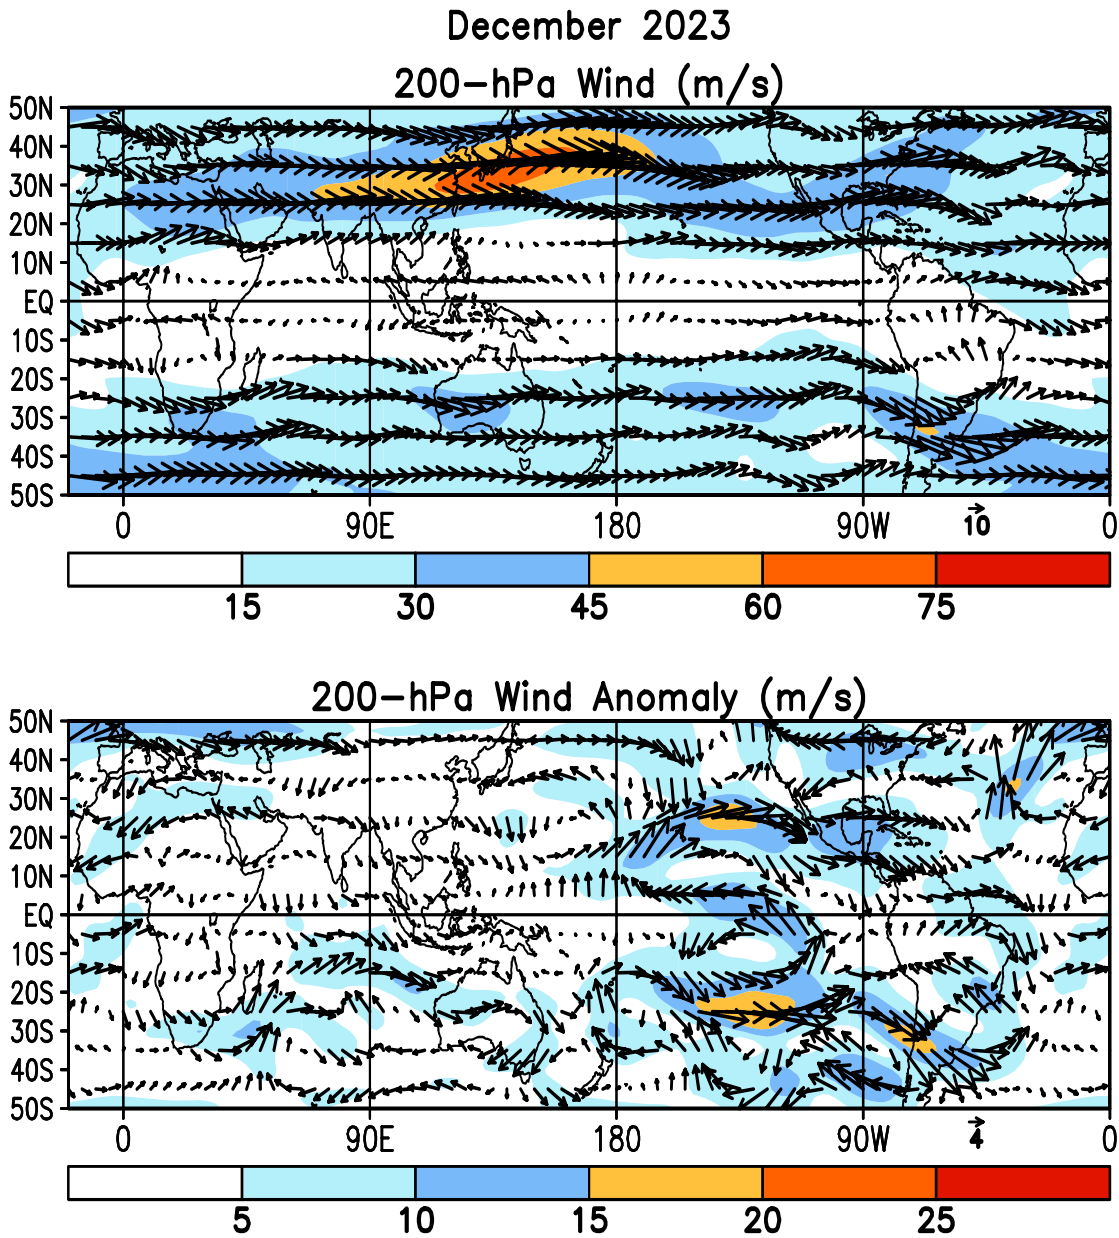 December 2023
200-hPa Wind (m/s)
50N
40N
30N
20N
10N
EQ
10S
20S
30S
40S
50S
0 90E 180 90W 10 0
15 30 45 60 75
200-hPa Wind Anomaly (m/s)
50N
40N
30N
20N
10N
EQ
10S
20S
30S
40S
50S
0 90E 180 90W 4 0
5 10 15 20 25